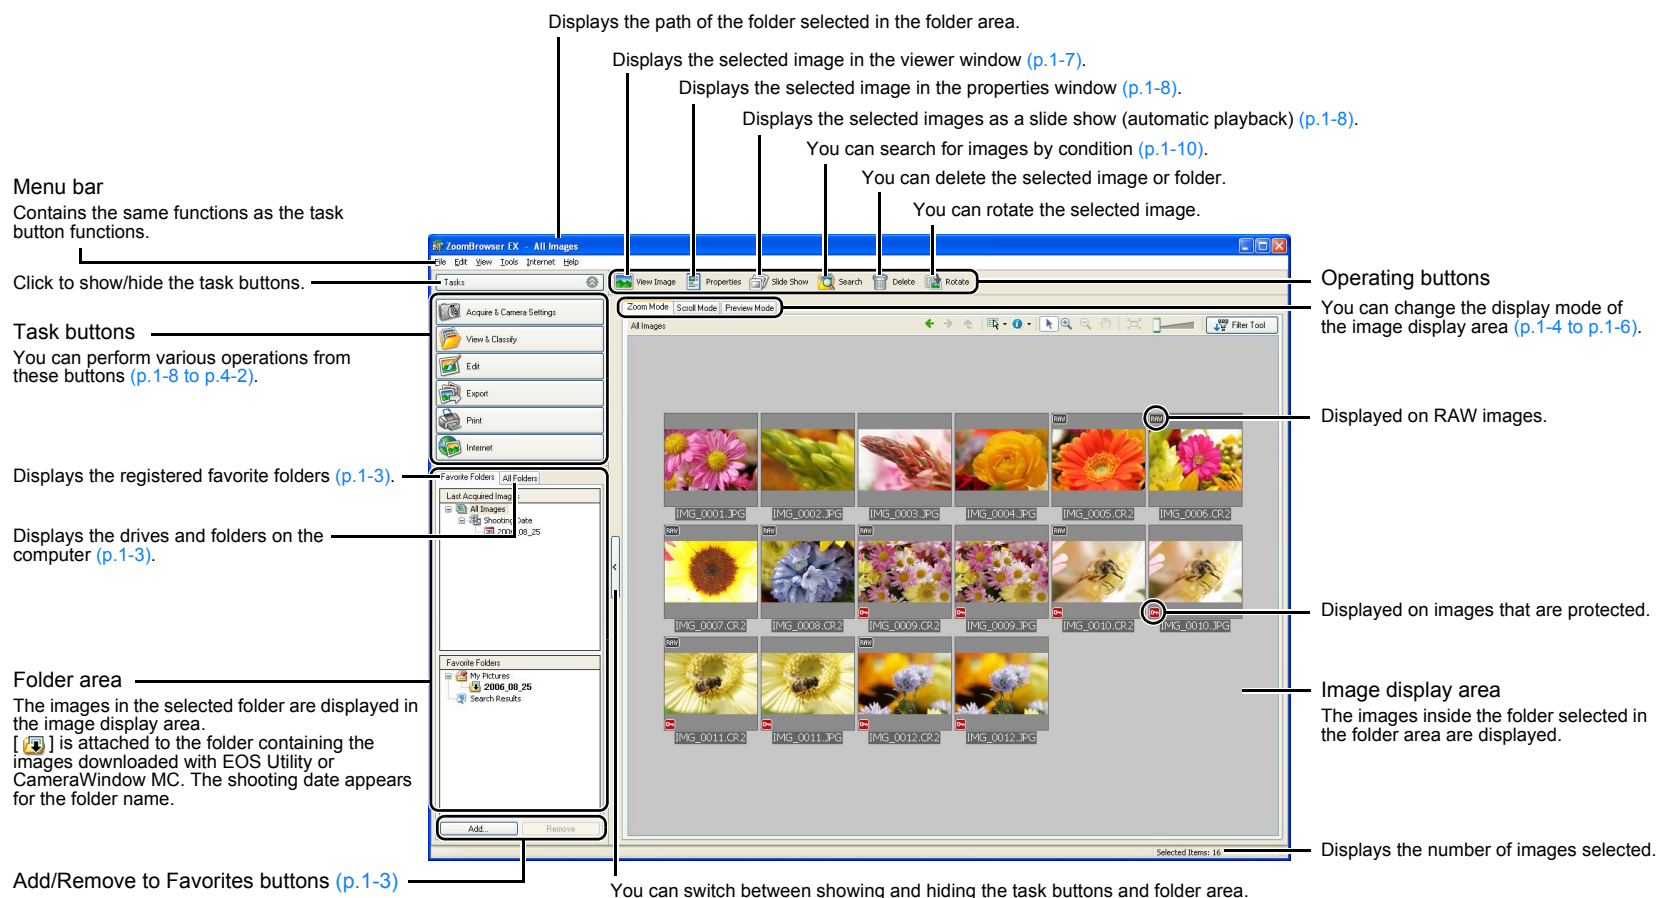 Displays the path of the folder selected in the folder area.
Displays the selected image in the viewer window (p.1-7).
Displays the selected image in the properties window (p.1-8).
Displays the selected images as a slide show (automatic playback) (p.1-8).
You can search for images by condition (p.1-10).
You can delete the selected image or folder.
You can rotate the selected image.
Menu bar
Contains the same functions as the task
button functions.
Click to show/hide the task buttons.
Task buttons
You can perform various operations from
these buttons (p.1-8 to p.4-2).
Displays the registered favorite folders (p.1-3).
Displays the drives and folders on the
computer (p.1-3).
Folder area
The images in the selected folder are displayed in
the image display area.
[ ] is attached to the folder containing the
images downloaded with EOS Utility or
CameraWindow MC. The shooting date appears
for the folder name.
Add/Remove to Favorites buttons (p.1-3)
ZoomBrowser EX - All Images
File Edit View Tools Internet Help
Tasks
Acquire & Camera Settings
View & Classify
Edit
Export
Print
Internet
Favorite Folders All Folders
Last Acquired Images
All Images
Shooting Date
2006_08_25
Favorite Folders
My Pictures
2006_08_25
Search Results
Add... Remove
View Image Properties Slide Show Search Delete Rotate
Zoom Mode Scroll Mode Preview Mode
All Images Filter Tool
RAW RAW
IMG_0001.JPG IMG_0002.JPG IMG_0003.JPG IMG_0004.JPG IMG_0005.CR2 IMG_0006.CR2
RAW RAW RAW RAW
IMG_0007.CR2 IMG_0008.CR2 IMG_0009.CR2 IMG_0009.JPG IMG_0010.CR2 IMG_0010.JPG
RAW RAW
IMG_0011.CR2 IMG_0011.JPG IMG_0012.CR2 IMG_0012.JPG
Selected Items: 16
Operating buttons
You can change the display mode of
the image display area (p.1-4 to p.1-6).
Displayed on RAW images.
Displayed on images that are protected.
Image display area
The images inside the folder selected in
the folder area are displayed.
Displays the number of images selected.
You can switch between showing and hiding the task buttons and folder area.